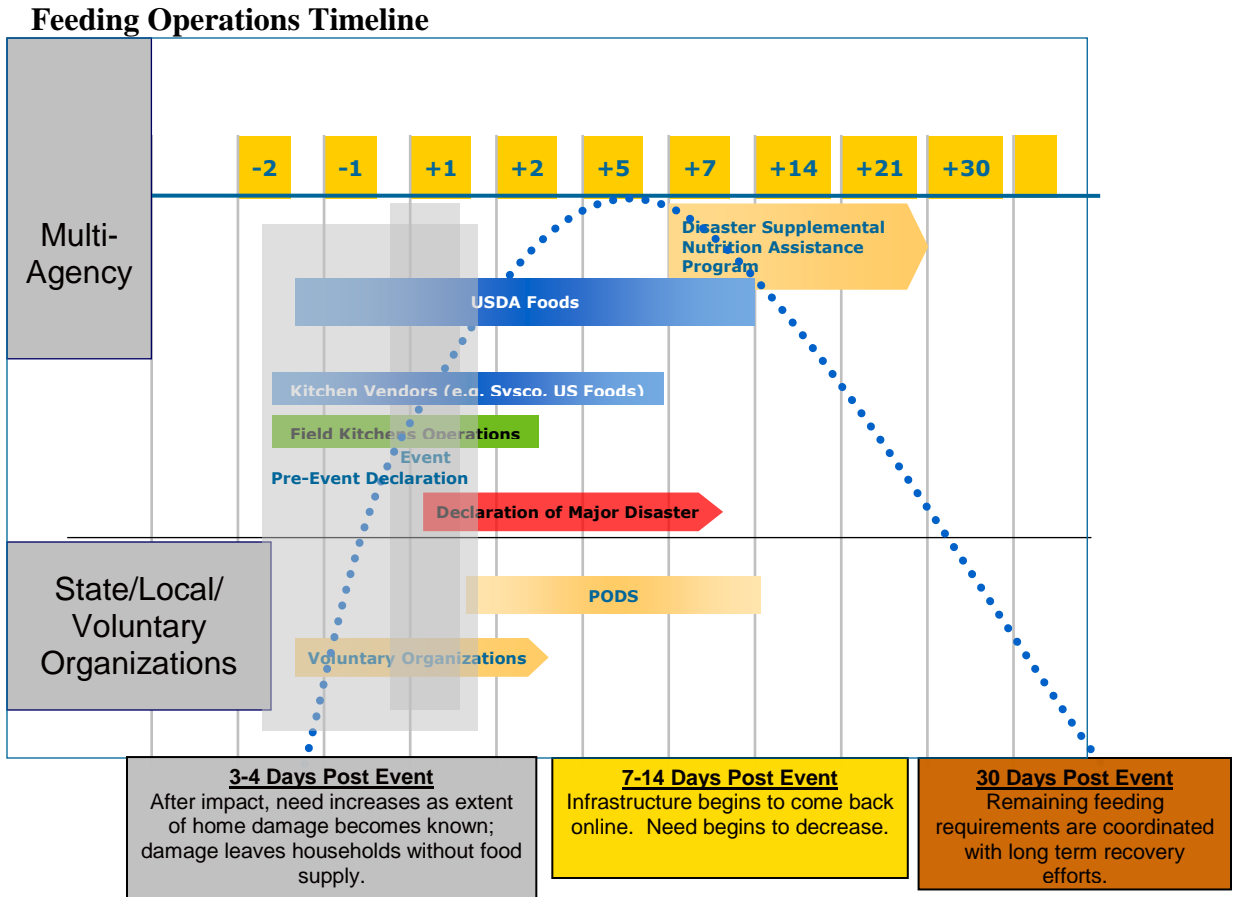 Feeding Operations Timeline
Multi-
Agency
-2 -1 +1 +2 +5 +7 +14 +21 +30
Disaster Supplemental
Nutrition Assistance
Program
USDA Foods
Kitchen Vendors (e.g. Sysco, US Foods)
Field Kitchens Operations
Event
Pre-Event Declaration
Declaration of Major Disaster
State/Local/
Voluntary
Organizations
PODS
Voluntary Organizations
3-4 Days Post Event
After impact, need increases as extent
of home damage becomes known;
damage leaves households without food
supply.
7-14 Days Post Event
Infrastructure begins to come back
online.  Need begins to decrease.
30 Days Post Event
Remaining feeding
requirements are coordinated
with long term recovery
efforts.